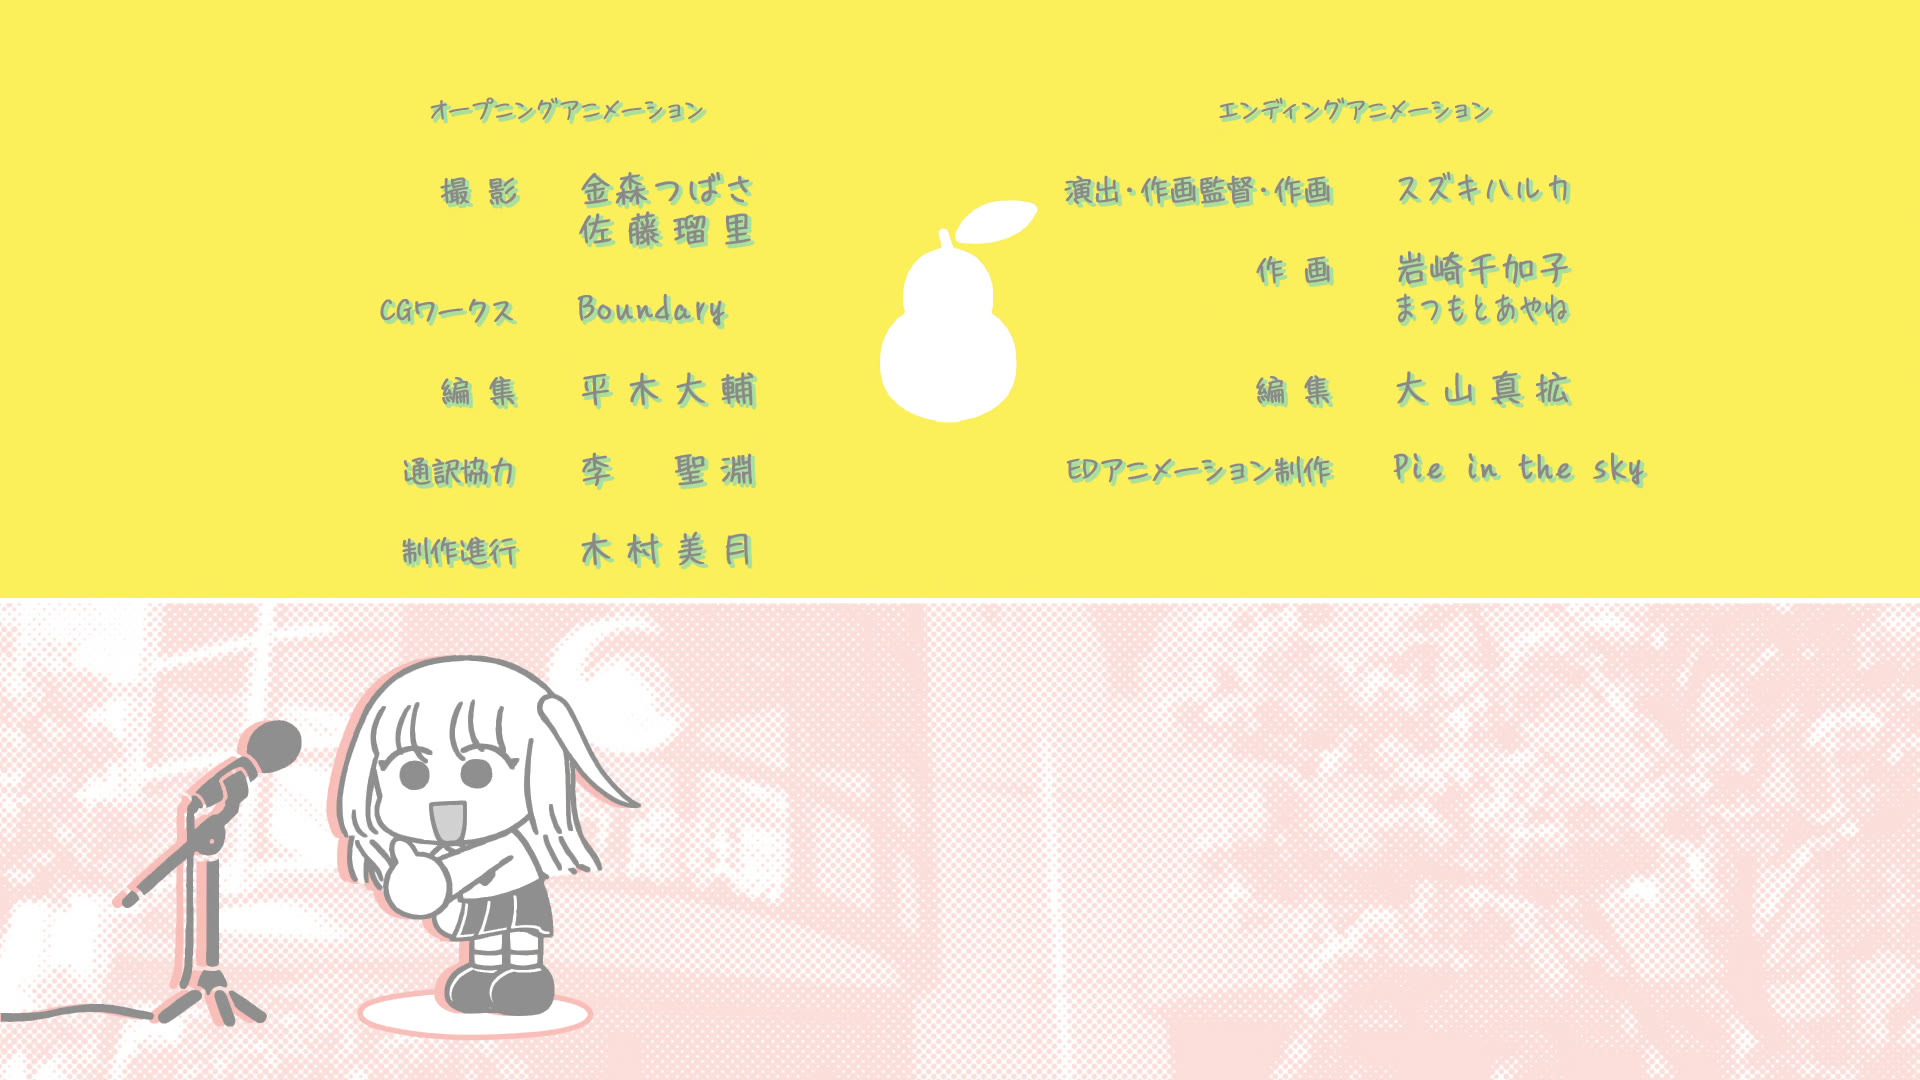 オープニングアニメーション
撮影 金森つばさ
佐藤瑠里
CGワークス Boundary
編集 平木大輔
通訳協力 李 聖淵
制作進行 木村美月
エンディングアニメーション
演出・作画監督・作画 スズキハルカ
作画 岩崎千加子
まつもとあやね
編集 大山真拡
EDアニメーション制作 Pie in the sky